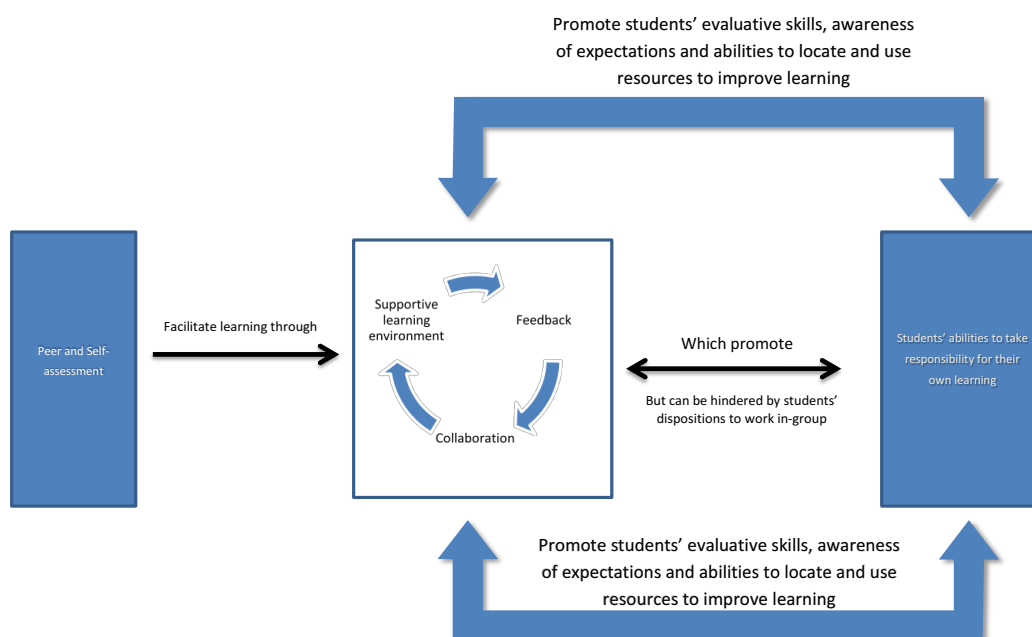 Promote students’ evaluative skills, awareness
of expectations and abilities to locate and use
resources to improve learning
Peer and Self-
assessment
Facilitate learning through
Supportive
learning
environment
Feedback
Collaboration
Which promote
But can be hindered by students’
dispositions to work in-group
Students’ abilities to take
responsibility for their
own learning
Promote students’ evaluative skills, awareness
of expectations and abilities to locate and use
resources to improve learning